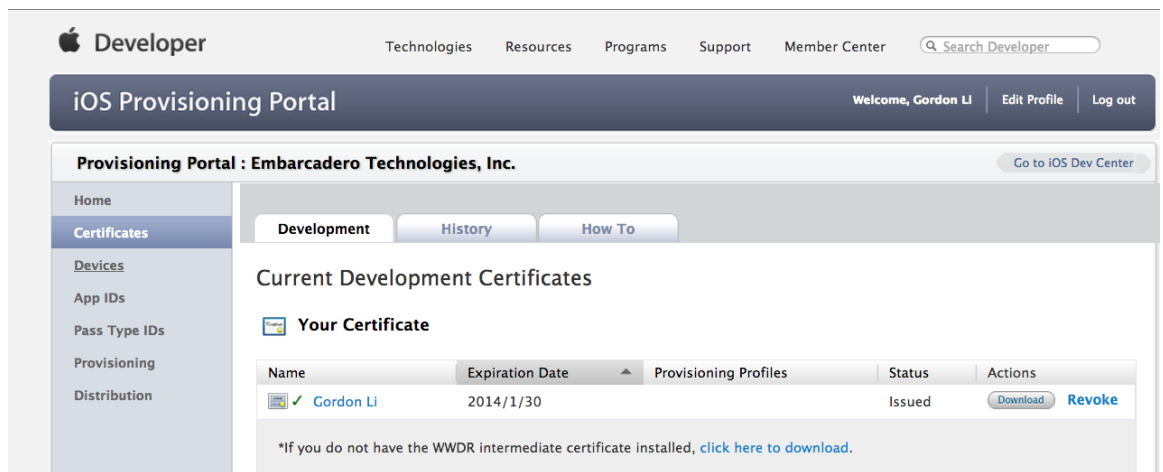 Developer
Technologies Resources Programs Support Member Center Search Developer
iOS Provisioning Portal
Welcome, Gordon Li Edit Profile Log out
Provisioning Portal : Embarcadero Technologies, Inc.
Go to iOS Dev Center
Home
Certificates
Devices
App IDs
Pass Type IDs
Provisioning
Distribution
Development History How To
Current Development Certificates
Your Certificate
Name Expiration Date Provisioning Profiles Status Actions
Gordon Li 2014/1/30 Issued Download Revoke
*If you do not have the WWDR intermediate certificate installed, click here to download.